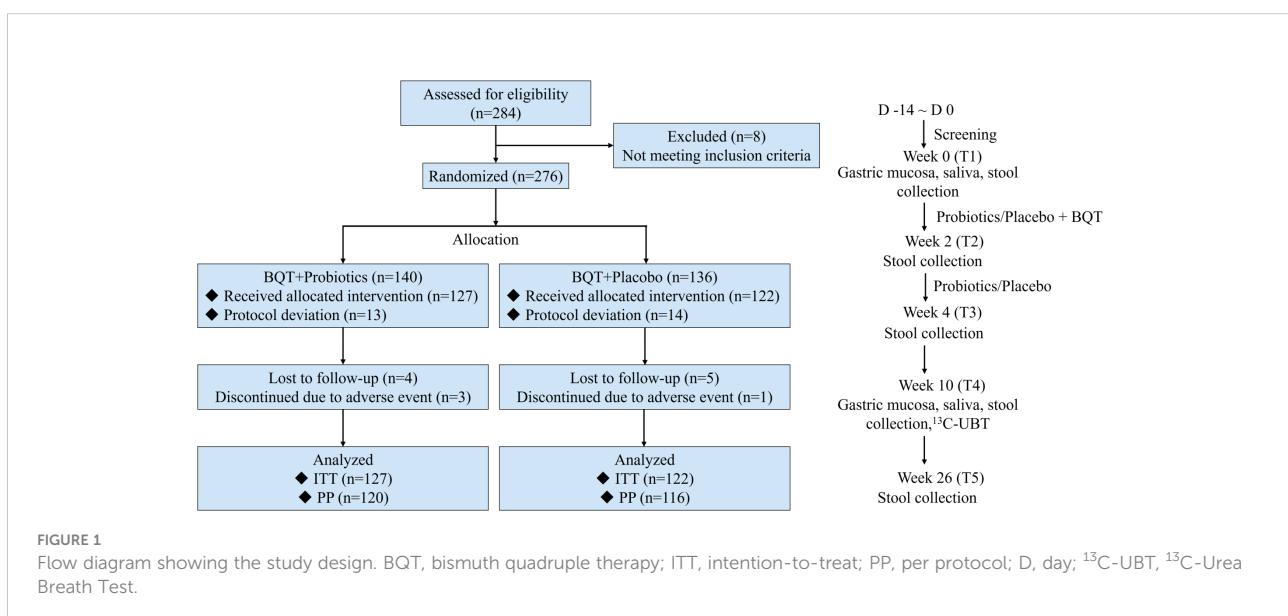 Assessed for eligibility
(n=284)
Excluded (n=8)
Not meeting inclusion criteria
Randomized (n=276)
Allocation
BQT+Probiotics (n=140)
◆ Received allocated intervention (n=127)
◆ Protocol deviation (n=13)
BQT+Placobo (n=136)
◆ Received allocated intervention (n=122)
◆ Protocol deviation (n=14)
Lost to follow-up (n=4)
Discontinued due to adverse event (n=3)
Lost to follow-up (n=5)
Discontinued due to adverse event (n=1)
Analyzed
◆ ITT (n=127)
◆ PP (n=120)
Analyzed
◆ ITT (n=122)
◆ PP (n=116)
D -14 ~ D 0
Screening
Week 0 (T1)
Gastric mucosa, saliva, stool
collection
Probiotics/Placebo + BQT
Week 2 (T2)
Stool collection
Probiotics/Placebo
Week 4 (T3)
Stool collection
Week 10 (T4)
Gastric mucosa, saliva, stool
collection,¹³C-UBT
Week 26 (T5)
Stool collection
FIGURE 1
Flow diagram showing the study design. BQT, bismuth quadruple therapy; ITT, intention-to-treat; PP, per protocol; D, day; ¹³C-UBT, ¹³C-Urea
Breath Test.